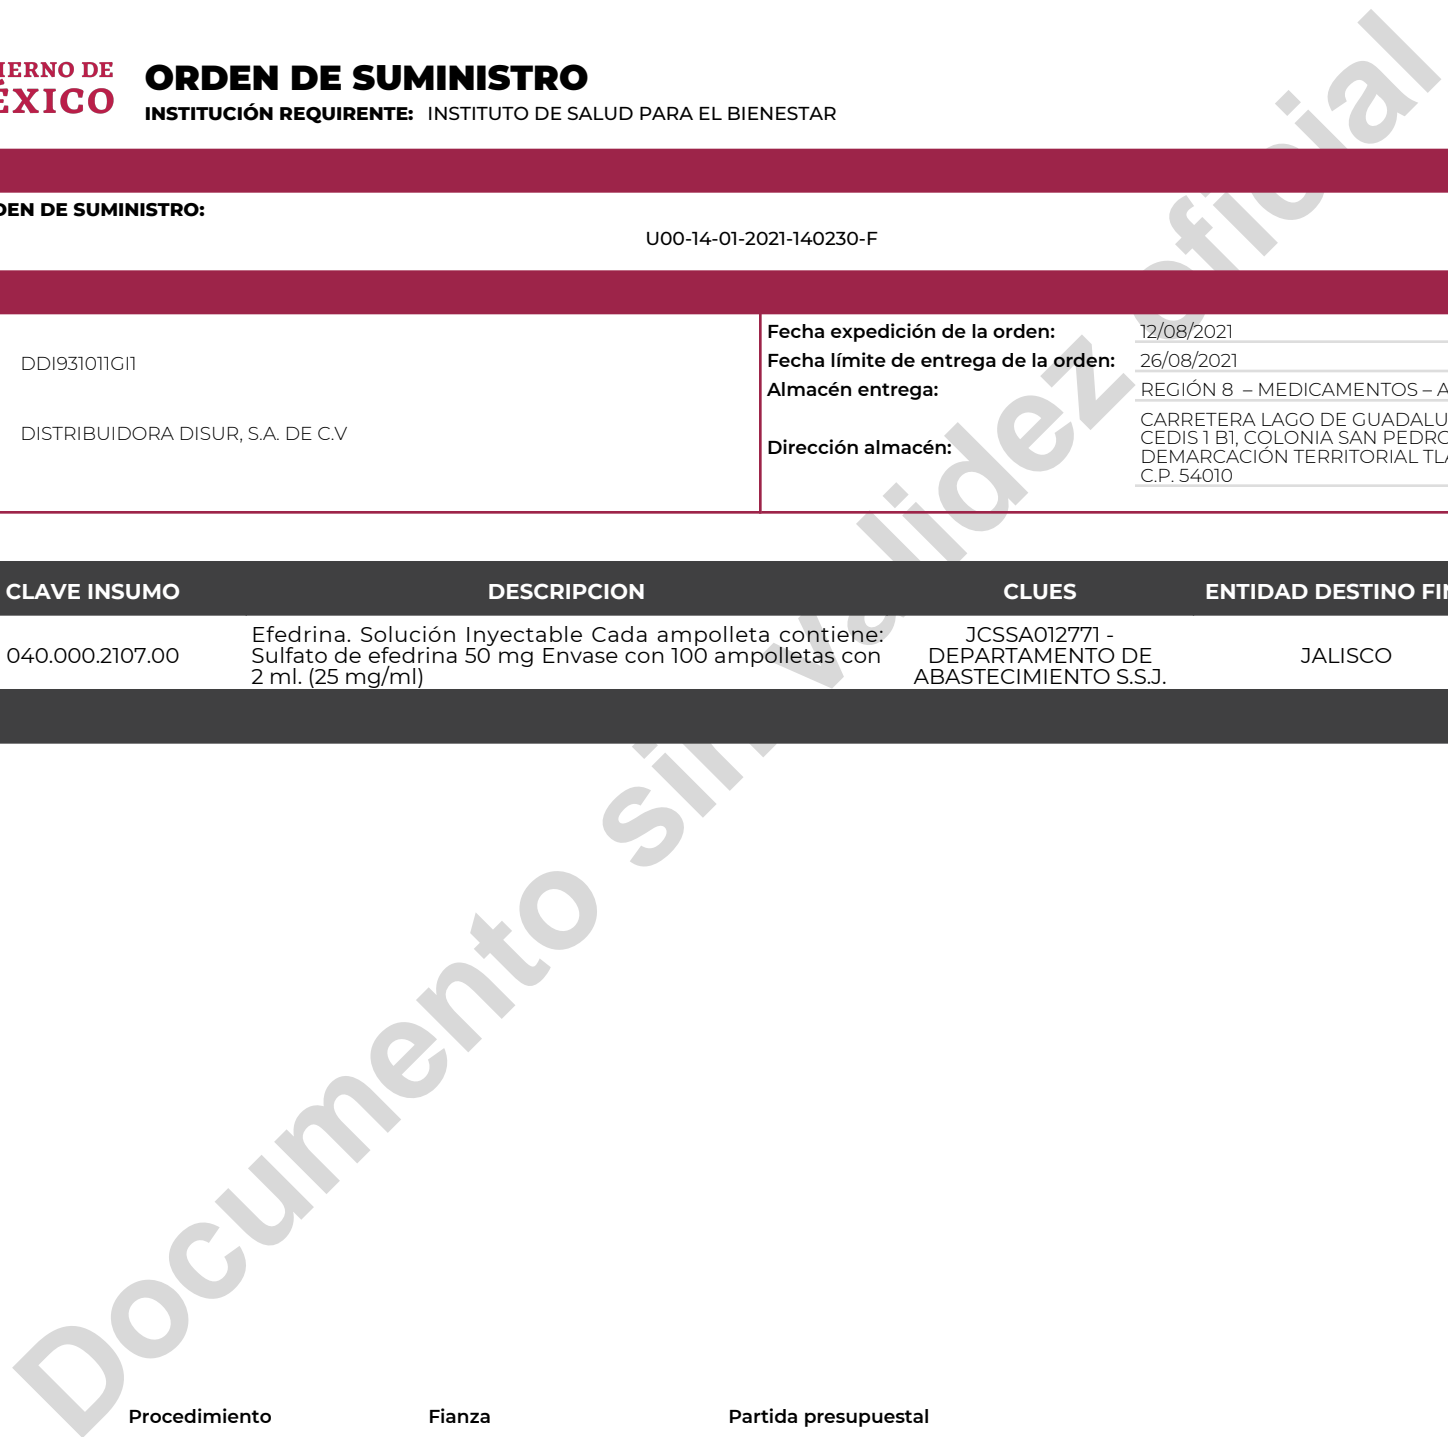 IERNO DE
ÉXICO
ORDEN DE SUMINISTRO
INSTITUCIÓN REQUIRENTE: INSTITUTO DE SALUD PARA EL BIENESTAR
DEN DE SUMINISTRO:
U00-14-01-2021-140230-F
DDI931011GI1
DISTRIBUIDORA DISUR, S.A. DE C.V
Fecha expedición de la orden: 12/08/2021
Fecha límite de entrega de la orden: 26/08/2021
Almacén entrega: REGIÓN 8 – MEDICAMENTOS – A
Dirección almacén:
CARRETERA LAGO DE GUADALU
CEDIS 1 B1, COLONIA SAN PEDRO
DEMARCACIÓN TERRITORIAL TLA
C.P. 54010
CLAVE INSUMO DESCRIPCION CLUES ENTIDAD DESTINO FIN
040.000.2107.00
Efedrina. Solución Inyectable Cada ampolleta contiene:
Sulfato de efedrina 50 mg Envase con 100 ampolletas con
2 ml. (25 mg/ml)
JCSSA012771 -
DEPARTAMENTO DE
ABASTECIMIENTO S.S.J.
JALISCO
Documento sin validez oficial
Procedimiento Fianza Partida presupuestal